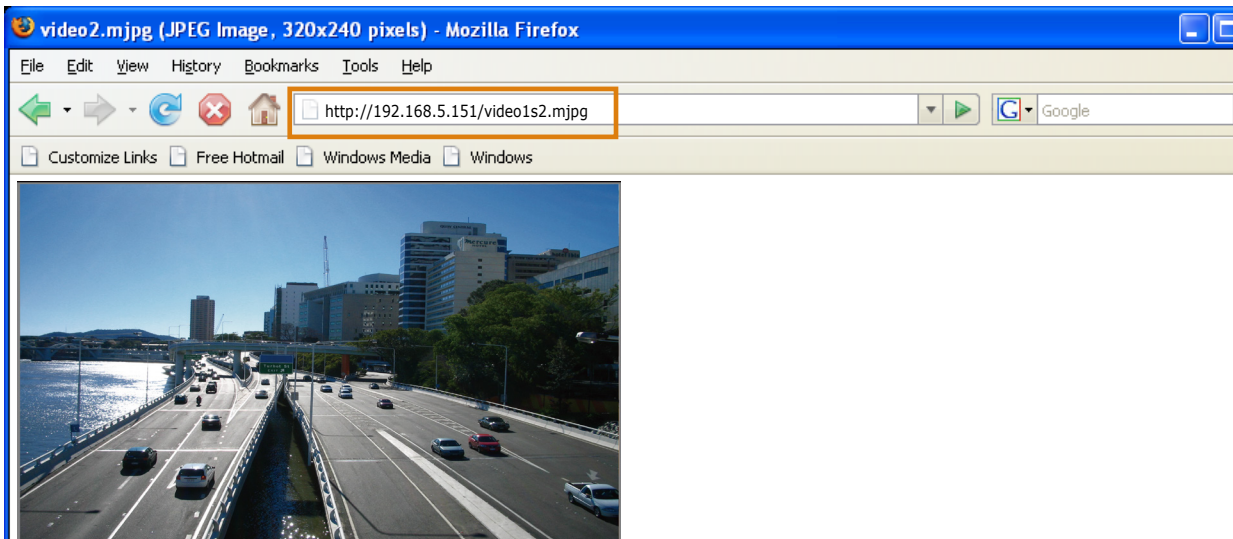 video2.mjpg (JPEG Image, 320x240 pixels) - Mozilla Firefox
File Edit View History Bookmarks Tools Help
http://192.168.5.151/video1s2.mjpg
G Google
Customize Links Free Hotmail Windows Media Windows